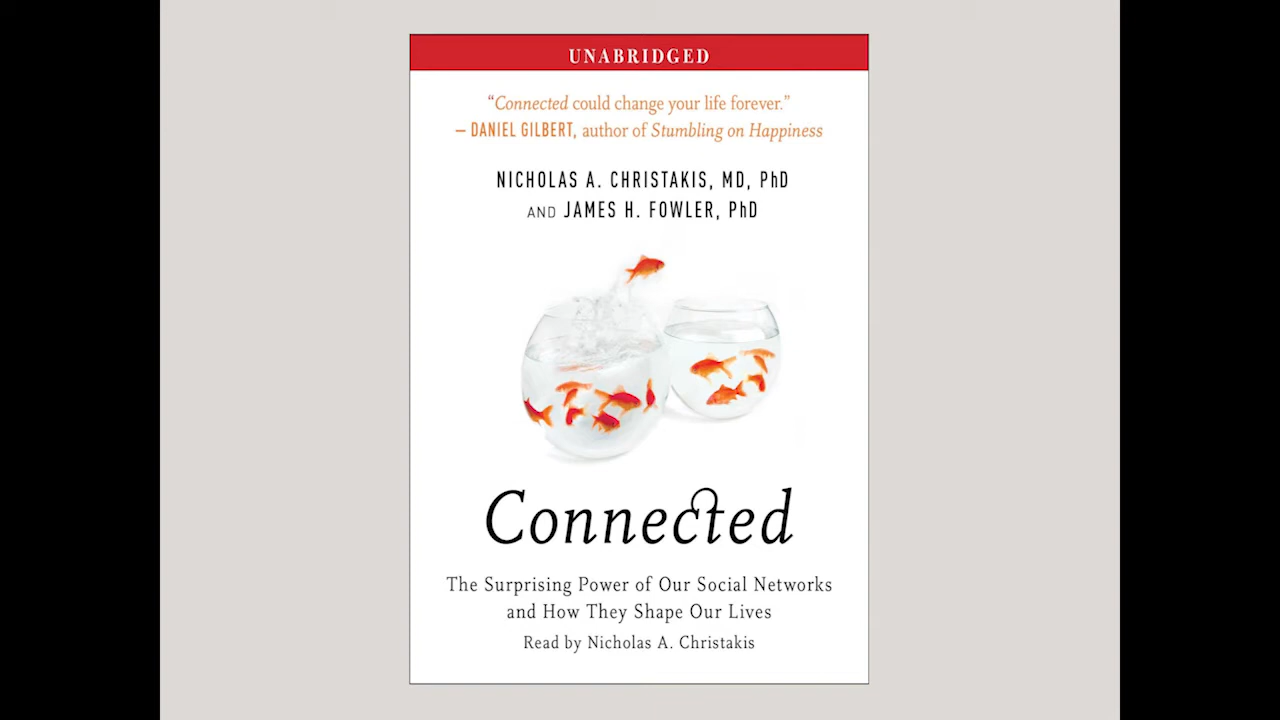 UNABRIDGED
“Connected could change your life forever.”
— DANIEL GILBERT, author of Stumbling on Happiness
NICHOLAS A. CHRISTAKIS, MD, PhD
AND JAMES H. FOWLER, PhD
Connected
The Surprising Power of Our Social Networks
and How They Shape Our Lives
Read by Nicholas A. Christakis